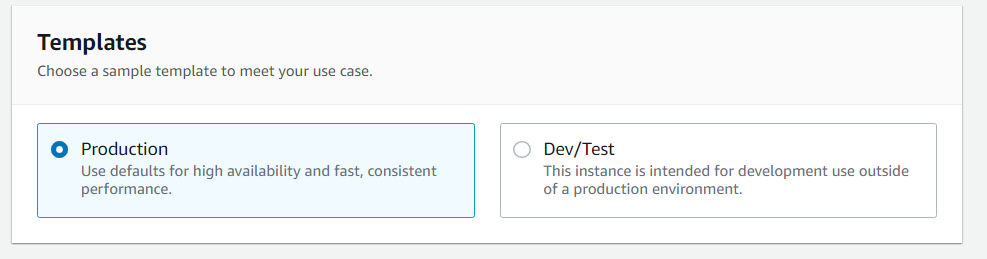 Templates
Choose a sample template to meet your use case.
Production
Use defaults for high availability and fast, consistent
performance.
Dev/Test
This instance is intended for development use outside
of a production environment.